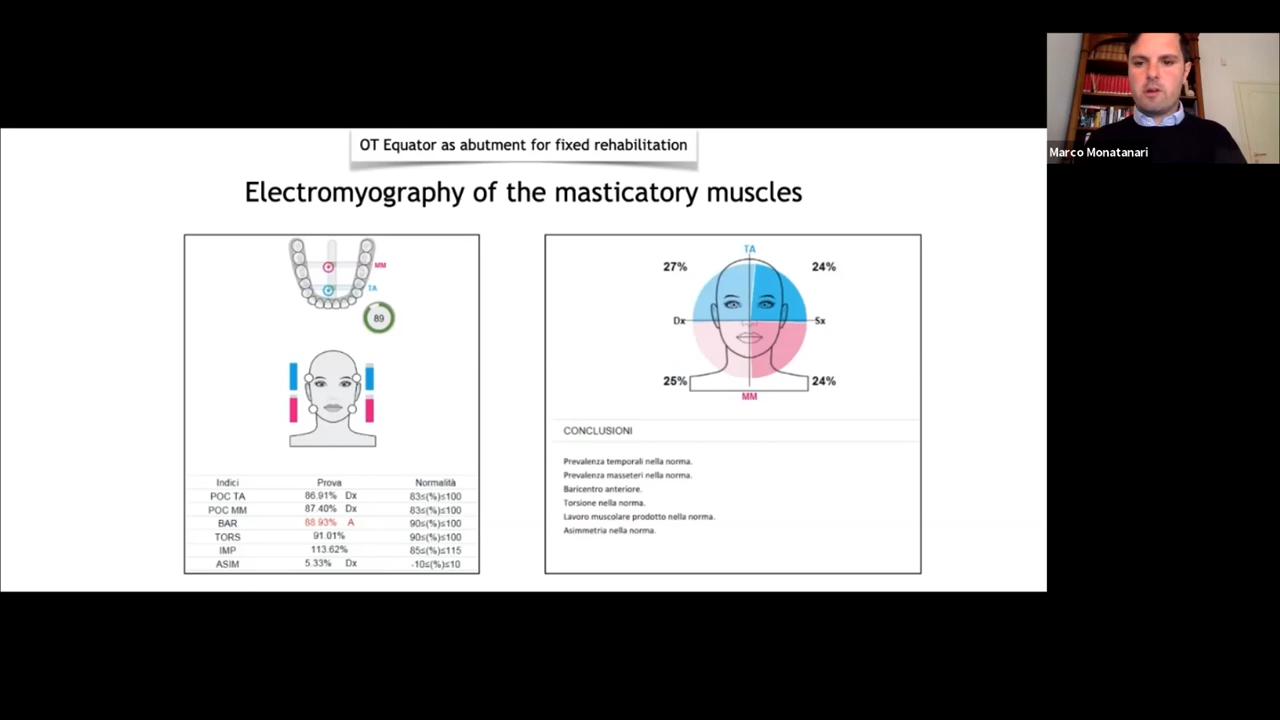 OT Equator as abutment for fixed rehabilitation
Electromyography of the masticatory muscles
MM
TA
89
Indici Prova Normalità
POC TA 86.91% Dx 83≤(%)≤100
POC MM 87.40% Dx 83≤(%)≤100
BAR 88.93% A 90≤(%)≤100
TORS 91.01% 90≤(%)≤100
IMP 113.62% 85≤(%)≤115
ASIM 5.33% Dx -10≤(%)≤10
TA
27% 24%
Dx Sx
25% 24%
MM
CONCLUSIONI
Prevalenza temporali nella norma.
Prevalenza masseteri nella norma.
Baricentro anteriore.
Torsione nella norma.
Lavoro muscolare prodotto nella norma.
Asimmetria nella norma.
Marco Monatanari